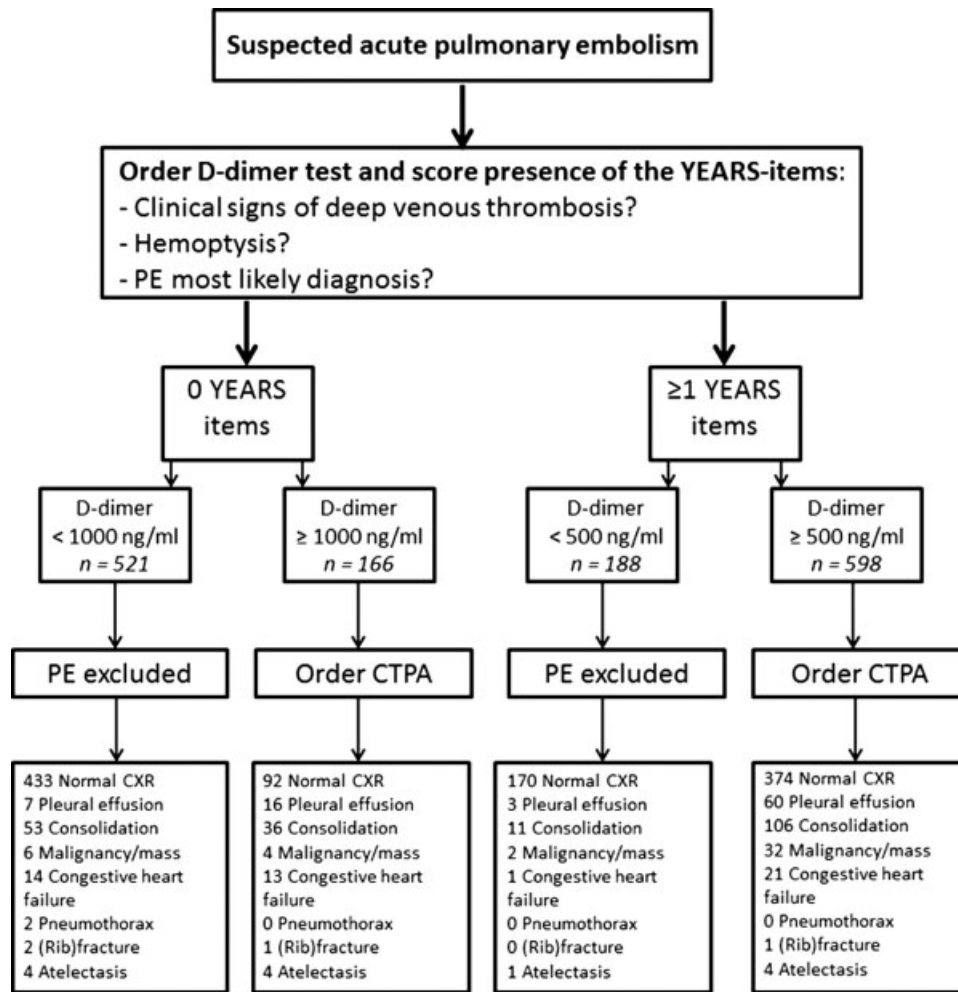 Suspected acute pulmonary embolism
Order D-dimer test and score presence of the YEARS-items:
- Clinical signs of deep venous thrombosis?
- Hemoptysis?
- PE most likely diagnosis?
0 YEARS
items
≥1 YEARS
items
D-dimer
< 1000 ng/ml
n = 521
D-dimer
≥ 1000 ng/ml
n = 166
D-dimer
< 500 ng/ml
n = 188
D-dimer
≥ 500 ng/ml
n = 598
PE excluded
Order CTPA
PE excluded
Order CTPA
433 Normal CXR
7 Pleural effusion
53 Consolidation
6 Malignancy/mass
14 Congestive heart
failure
2 Pneumothorax
2 (Rib)fracture
4 Atelectasis
92 Normal CXR
16 Pleural effusion
36 Consolidation
4 Malignancy/mass
13 Congestive heart
failure
0 Pneumothorax
1 (Rib)fracture
4 Atelectasis
170 Normal CXR
3 Pleural effusion
11 Consolidation
2 Malignancy/mass
1 Congestive heart
failure
0 Pneumothorax
0 (Rib)fracture
1 Atelectasis
374 Normal CXR
60 Pleural effusion
106 Consolidation
32 Malignancy/mass
21 Congestive heart
failure
0 Pneumothorax
1 (Rib)fracture
4 Atelectasis